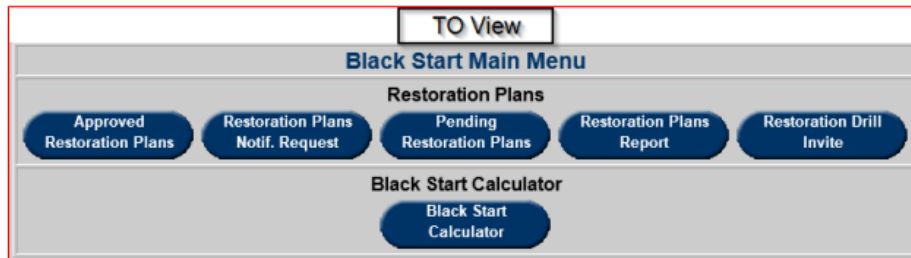 TO View
Black Start Main Menu
Restoration Plans
Approved
Restoration Plans
Restoration Plans
Notif. Request
Pending
Restoration Plans
Restoration Plans
Report
Restoration Drill
Invite
Black Start Calculator
Black Start
Calculator